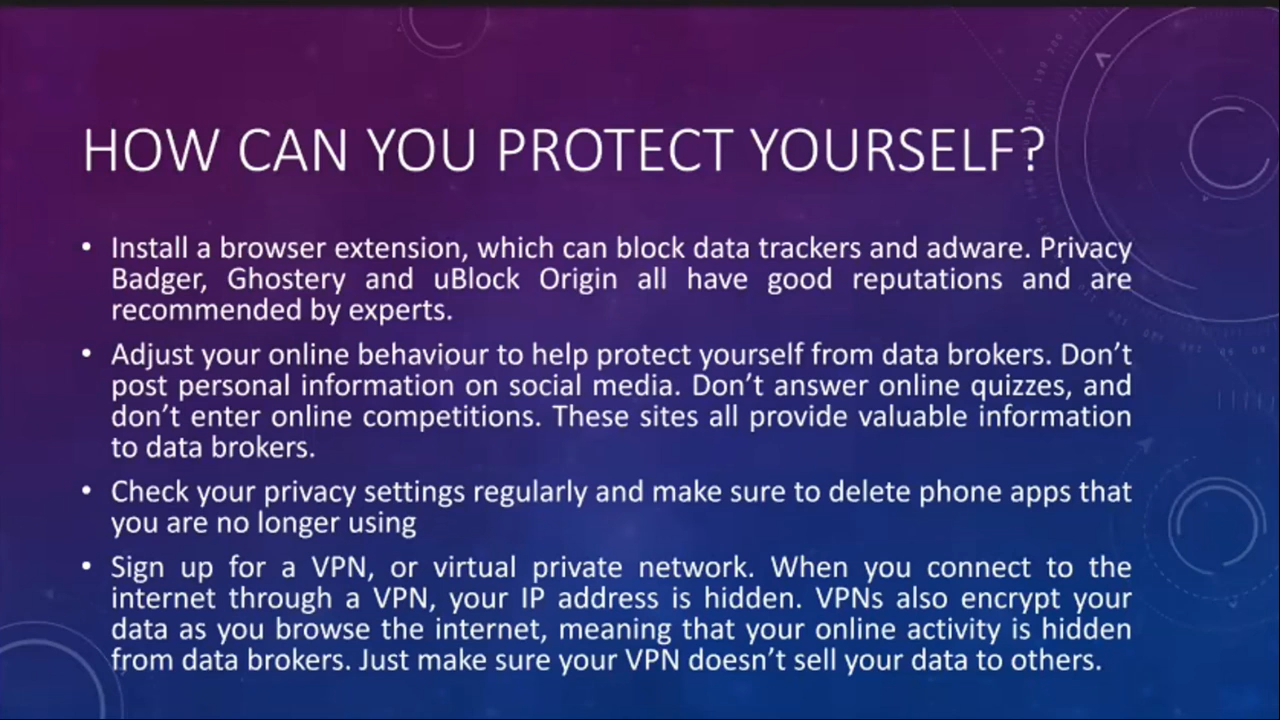 HOW CAN YOU PROTECT YOURSELF?
• Install a browser extension, which can block data trackers and adware. Privacy
Badger, Ghostery and uBlock Origin all have good reputations and are
recommended by experts.
• Adjust your online behaviour to help protect yourself from data brokers. Don’t
post personal information on social media. Don’t answer online quizzes, and
don’t enter online competitions. These sites all provide valuable information
to data brokers.
• Check your privacy settings regularly and make sure to delete phone apps that
you are no longer using
• Sign up for a VPN, or virtual private network. When you connect to the
internet through a VPN, your IP address is hidden. VPNs also encrypt your
data as you browse the internet, meaning that your online activity is hidden
from data brokers. Just make sure your VPN doesn’t sell your data to others.